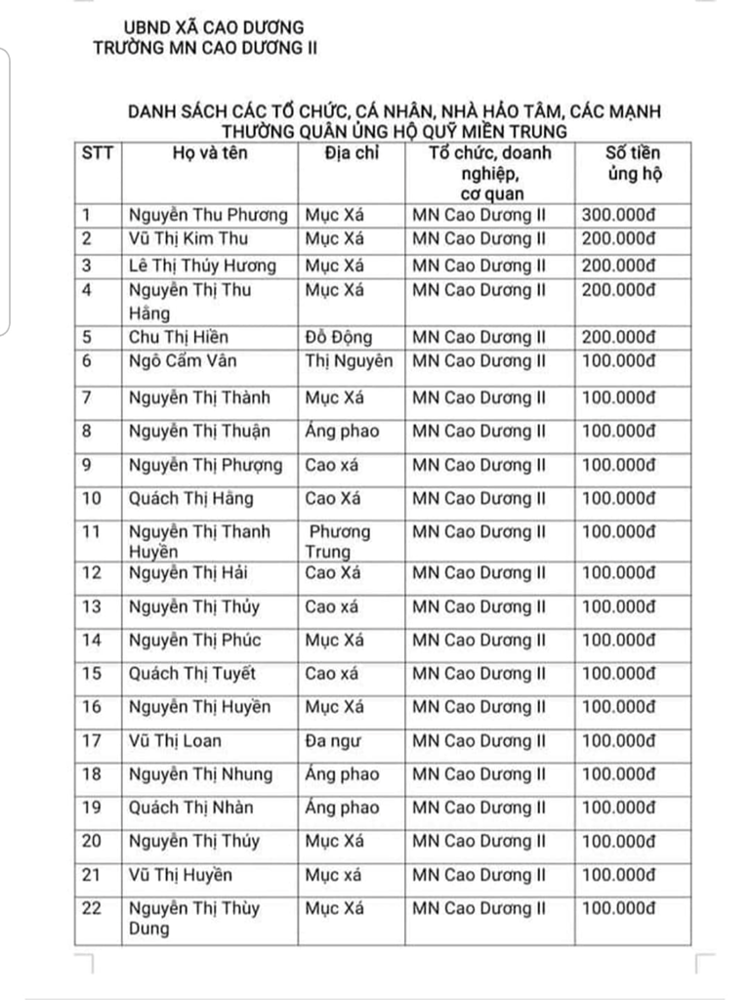 UBND XÃ CAO DƯƠNG
TRƯỜNG MN CAO DƯƠNG II
DANH SÁCH CÁC TỔ CHỨC, CÁ NHÂN, NHÀ HẢO TÂM, CÁC MẠNH
THƯỜNG QUÂN ỦNG HỘ QUỸ MIỀN TRUNG
STT Họ và tên Địa chỉ Tổ chức, doanh nghiệp, cơ quan Số tiền ủng hộ
1 Nguyễn Thu Phương Mục Xá MN Cao Dương II 300.000đ
2 Vũ Thị Kim Thu Mục Xá MN Cao Dương II 200.000đ
3 Lê Thị Thúy Hương Mục Xá MN Cao Dương II 200.000đ
4 Nguyễn Thị Thu Hằng Mục Xá MN Cao Dương II 200.000đ
5 Chu Thị Hiền Đỗ Động MN Cao Dương II 200.000đ
6 Ngô Cẩm Vân Thị Nguyên MN Cao Dương II 100.000đ
7 Nguyễn Thị Thành Mục Xá MN Cao Dương II 100.000đ
8 Nguyễn Thị Thuận Áng phao MN Cao Dương II 100.000đ
9 Nguyễn Thị Phượng Cao xá MN Cao Dương II 100.000đ
10 Quách Thị Hằng Cao Xá MN Cao Dương II 100.000đ
11 Nguyễn Thị Thanh Huyền Phương Trung MN Cao Dương II 100.000đ
12 Nguyễn Thị Hải Cao Xá MN Cao Dương II 100.000đ
13 Nguyễn Thị Thủy Cao xá MN Cao Dương II 100.000đ
14 Nguyễn Thị Phúc Mục Xá MN Cao Dương II 100.000đ
15 Quách Thị Tuyết Cao xá MN Cao Dương II 100.000đ
16 Nguyễn Thị Huyền Mục Xá MN Cao Dương II 100.000đ
17 Vũ Thị Loan Đa ngư MN Cao Dương II 100.000đ
18 Nguyễn Thị Nhung Áng phao MN Cao Dương II 100.000đ
19 Quách Thị Nhàn Áng phao MN Cao Dương II 100.000đ
20 Nguyễn Thị Thúy Mục Xá MN Cao Dương II 100.000đ
21 Vũ Thị Huyền Mục xá MN Cao Dương II 100.000đ
22 Nguyễn Thị Thùy Dung Mục Xá MN Cao Dương II 100.000đ